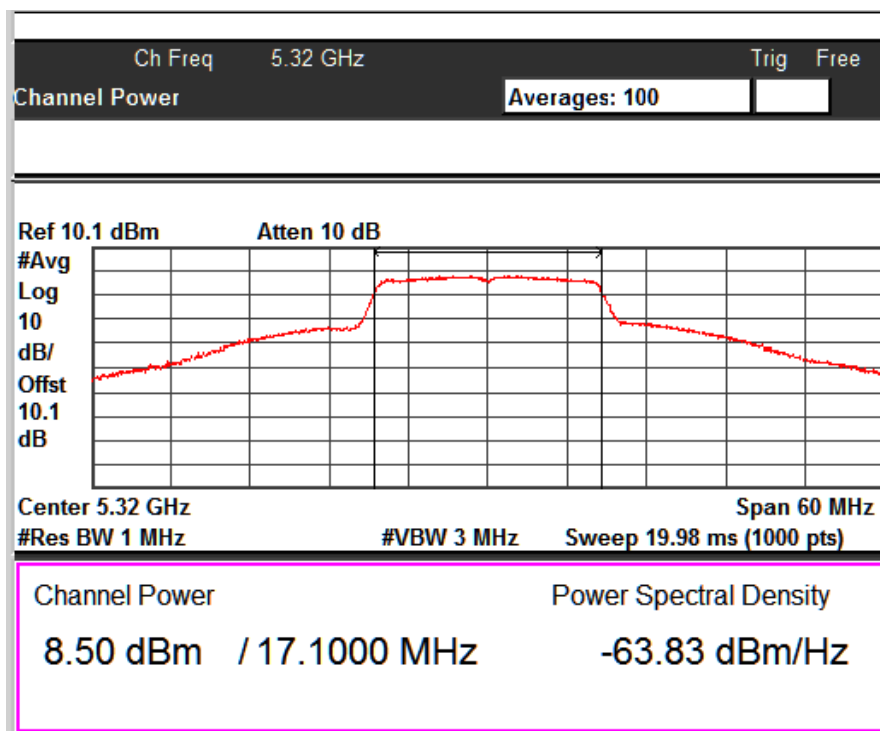 Ch Freq 5.32 GHz Trig Free
Channel Power Averages: 100
Ref 10.1 dBm Atten 10 dB
#Avg
Log
10
dB/
Offst
10.1
dB
Center 5.32 GHz Span 60 MHz
#Res BW 1 MHz #VBW 3 MHz Sweep 19.98 ms (1000 pts)
Channel Power Power Spectral Density
8.50 dBm / 17.1000 MHz -63.83 dBm/Hz